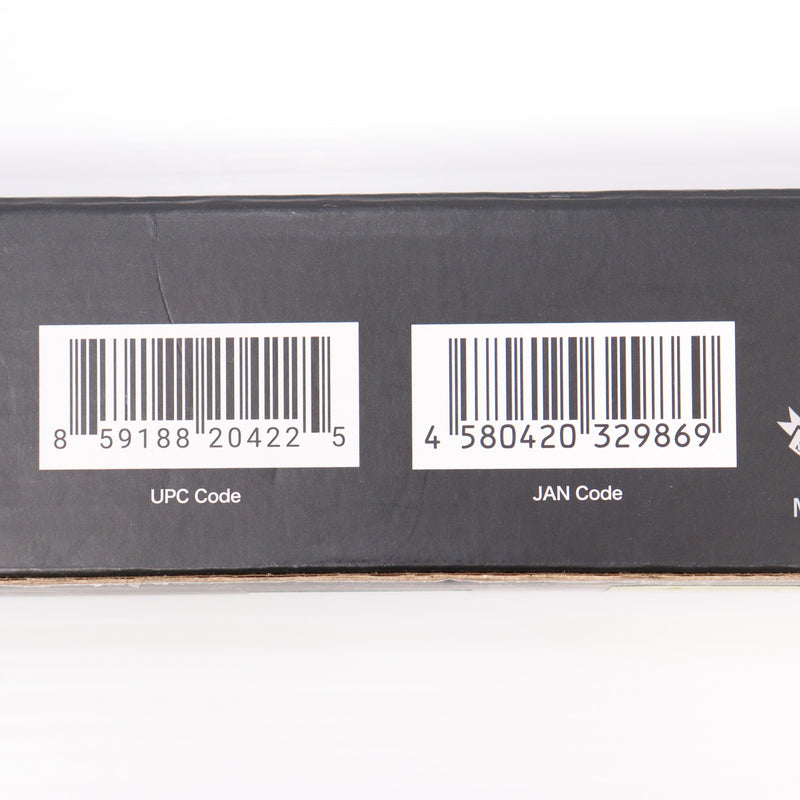 8 59188 20422 5
UPC Code
4 580420 329869
JAN Code
M